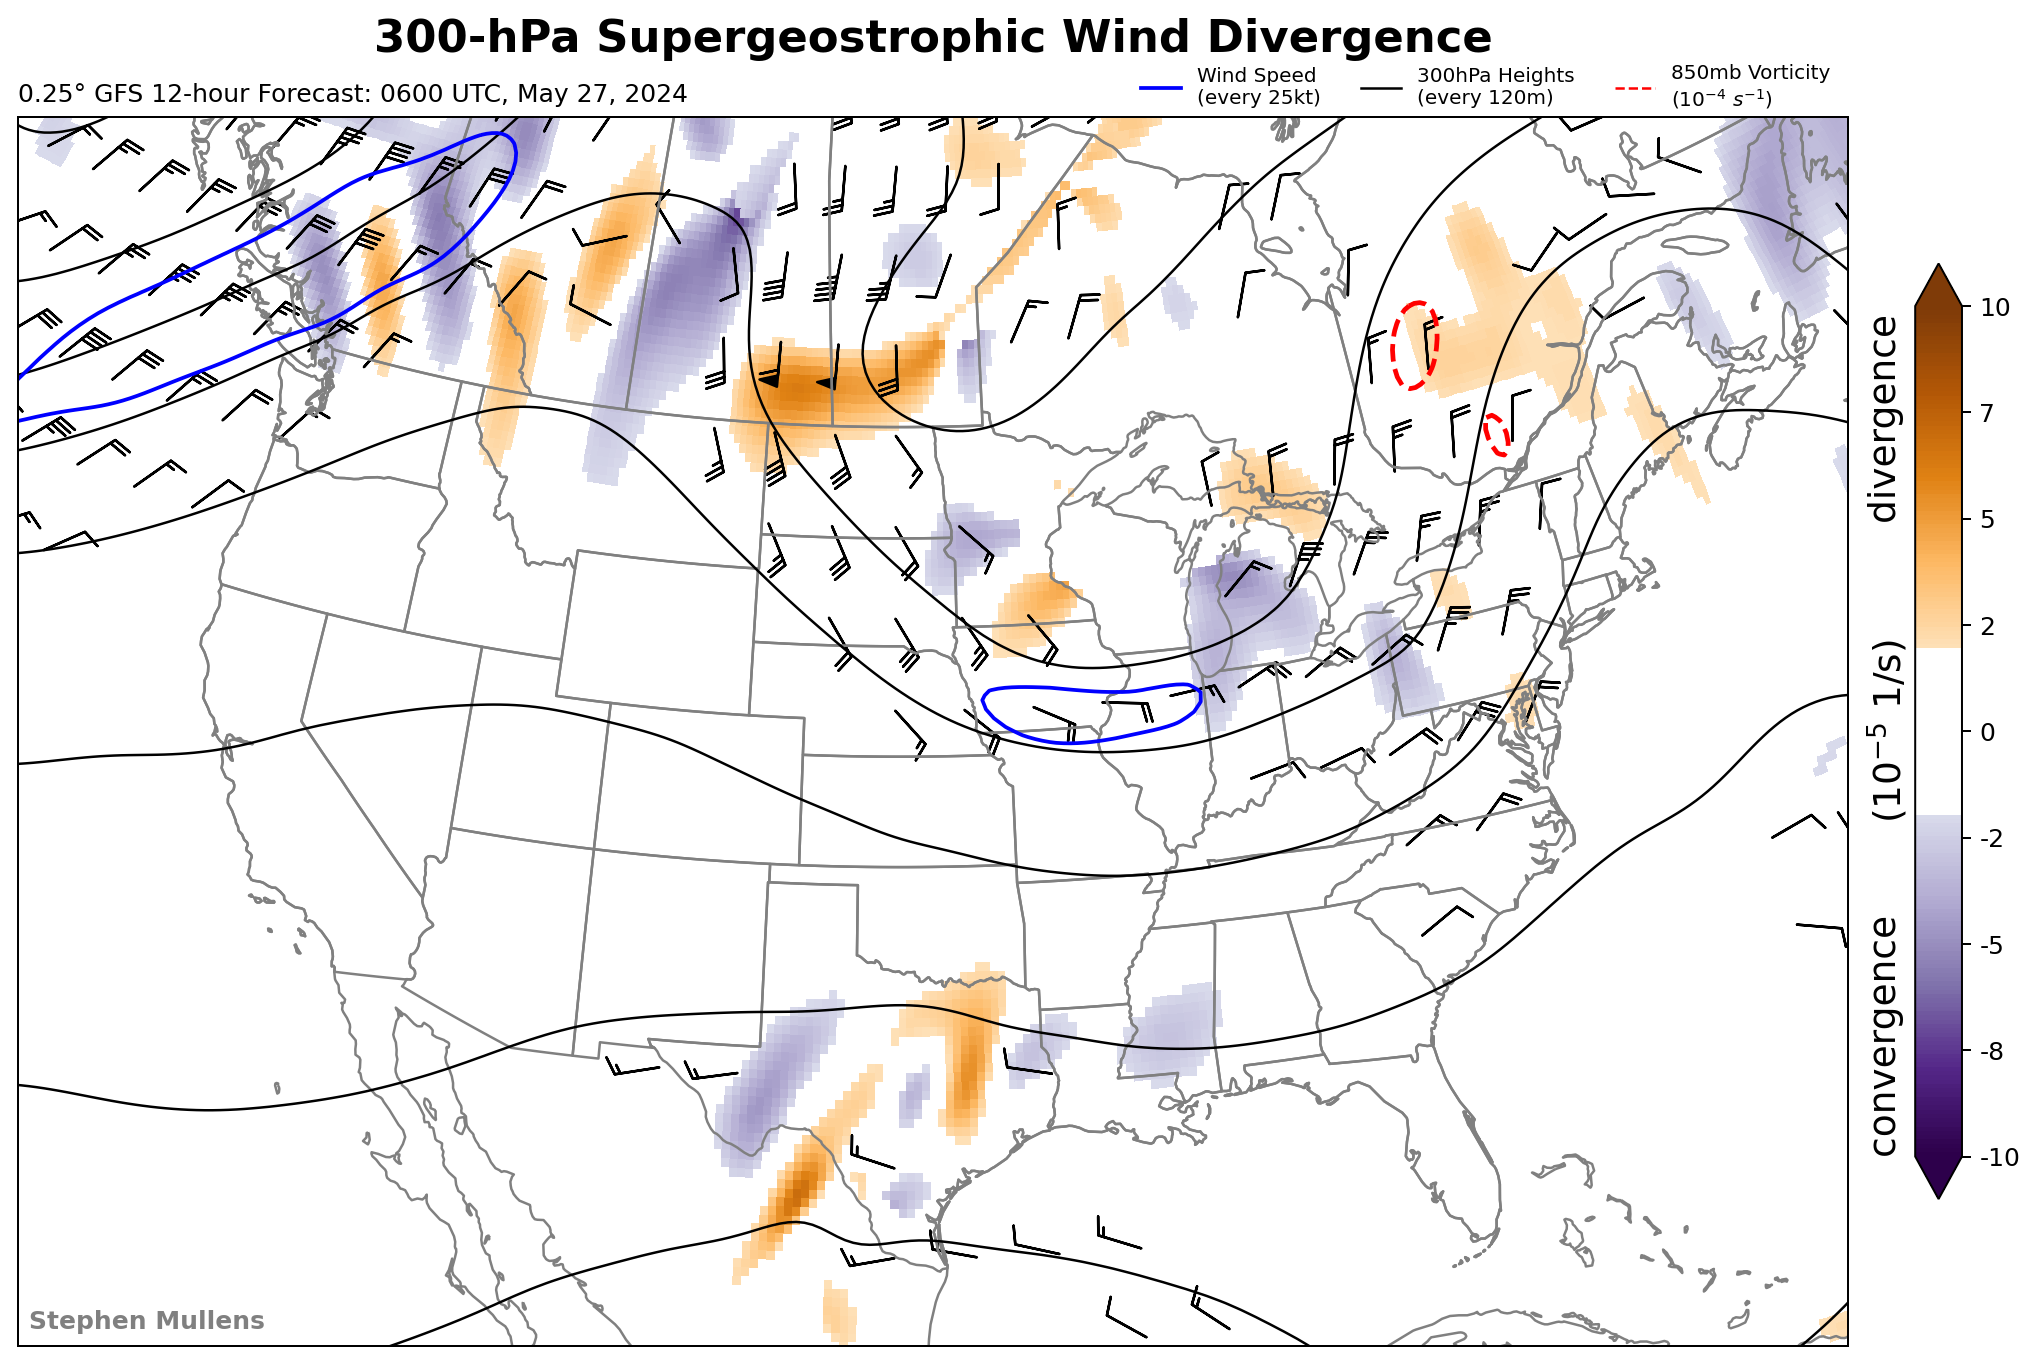 300-hPa Supergeostrophic Wind Divergence
0.25° GFS 12-hour Forecast: 0600 UTC, May 27, 2024
Wind Speed
(every 25kt)
300hPa Heights
(every 120m)
850mb Vorticity
(10⁻⁴ s⁻¹)
convergence (10⁻⁵ 1/s) divergence
10
7
5
2
0
-2
-5
-8
-10
Stephen Mullens